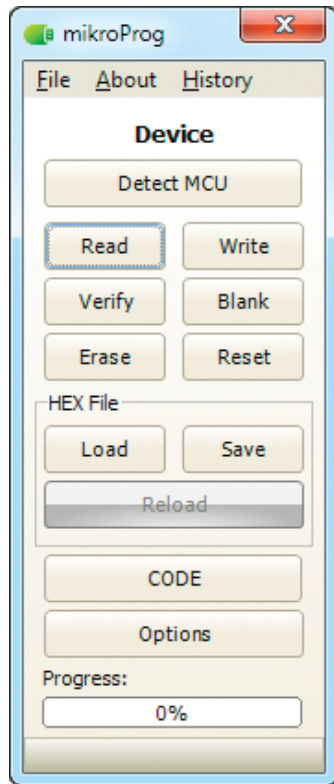 mikroProg
File About History
Device
Detect MCU
Read Write
Verify Blank
Erase Reset
HEX File
Load Save
Reload
CODE
Options
Progress:
0%